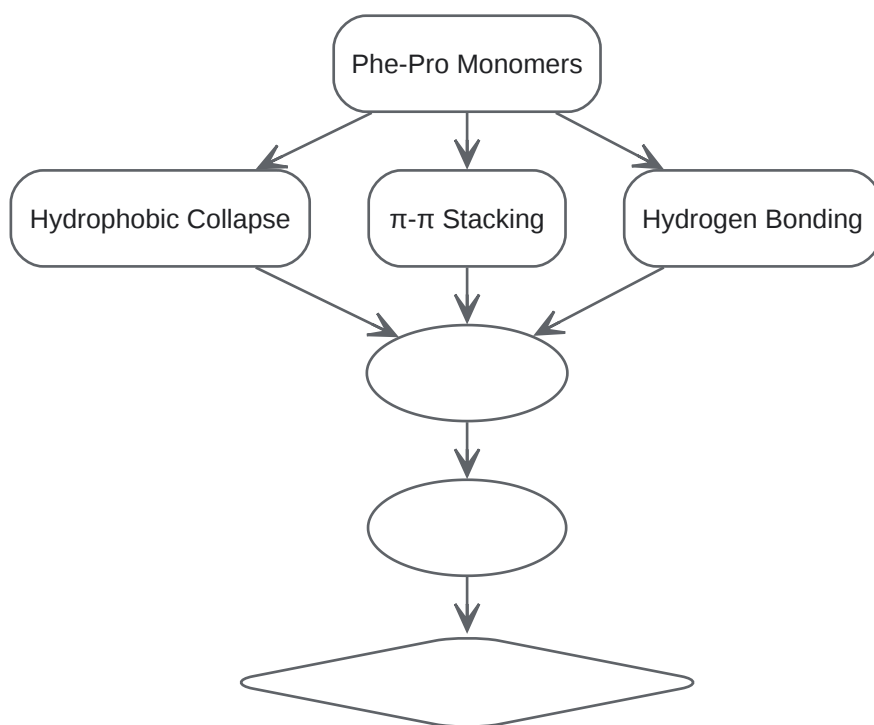 Phe-Pro Monomers
Hydrophobic Collapse
π-π Stacking
Hydrogen Bonding